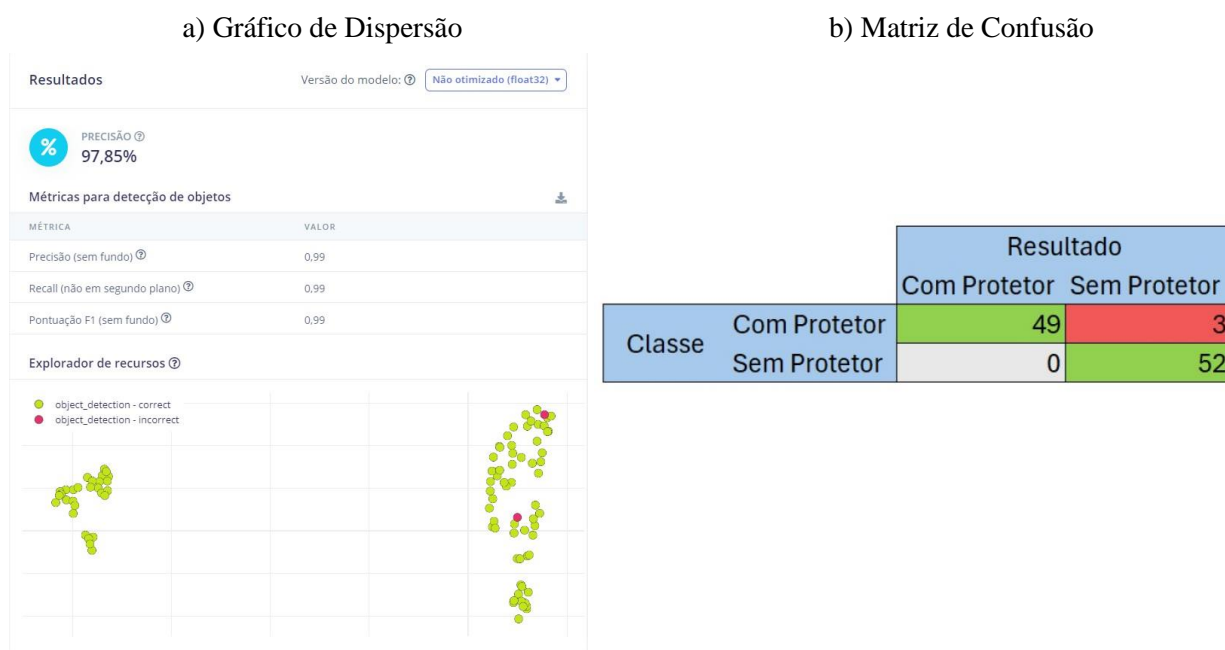 a) Gráfico de Dispersão
b) Matriz de Confusão
Resultados
Versão do modelo: ? Não otimizado (float32)
% PRECISÃO ?
97,85%
Métricas para detecção de objetos
MÉTRICA VALOR
Precisão (sem fundo) ? 0,99
Recall (não em segundo plano) ? 0,99
Pontuação F1 (sem fundo) ? 0,99
Explorador de recursos ?
object_detection - correct
object_detection - incorrect
Resultado
Com Protetor Sem Protetor
Classe
Com Protetor 49 3
Sem Protetor 0 52